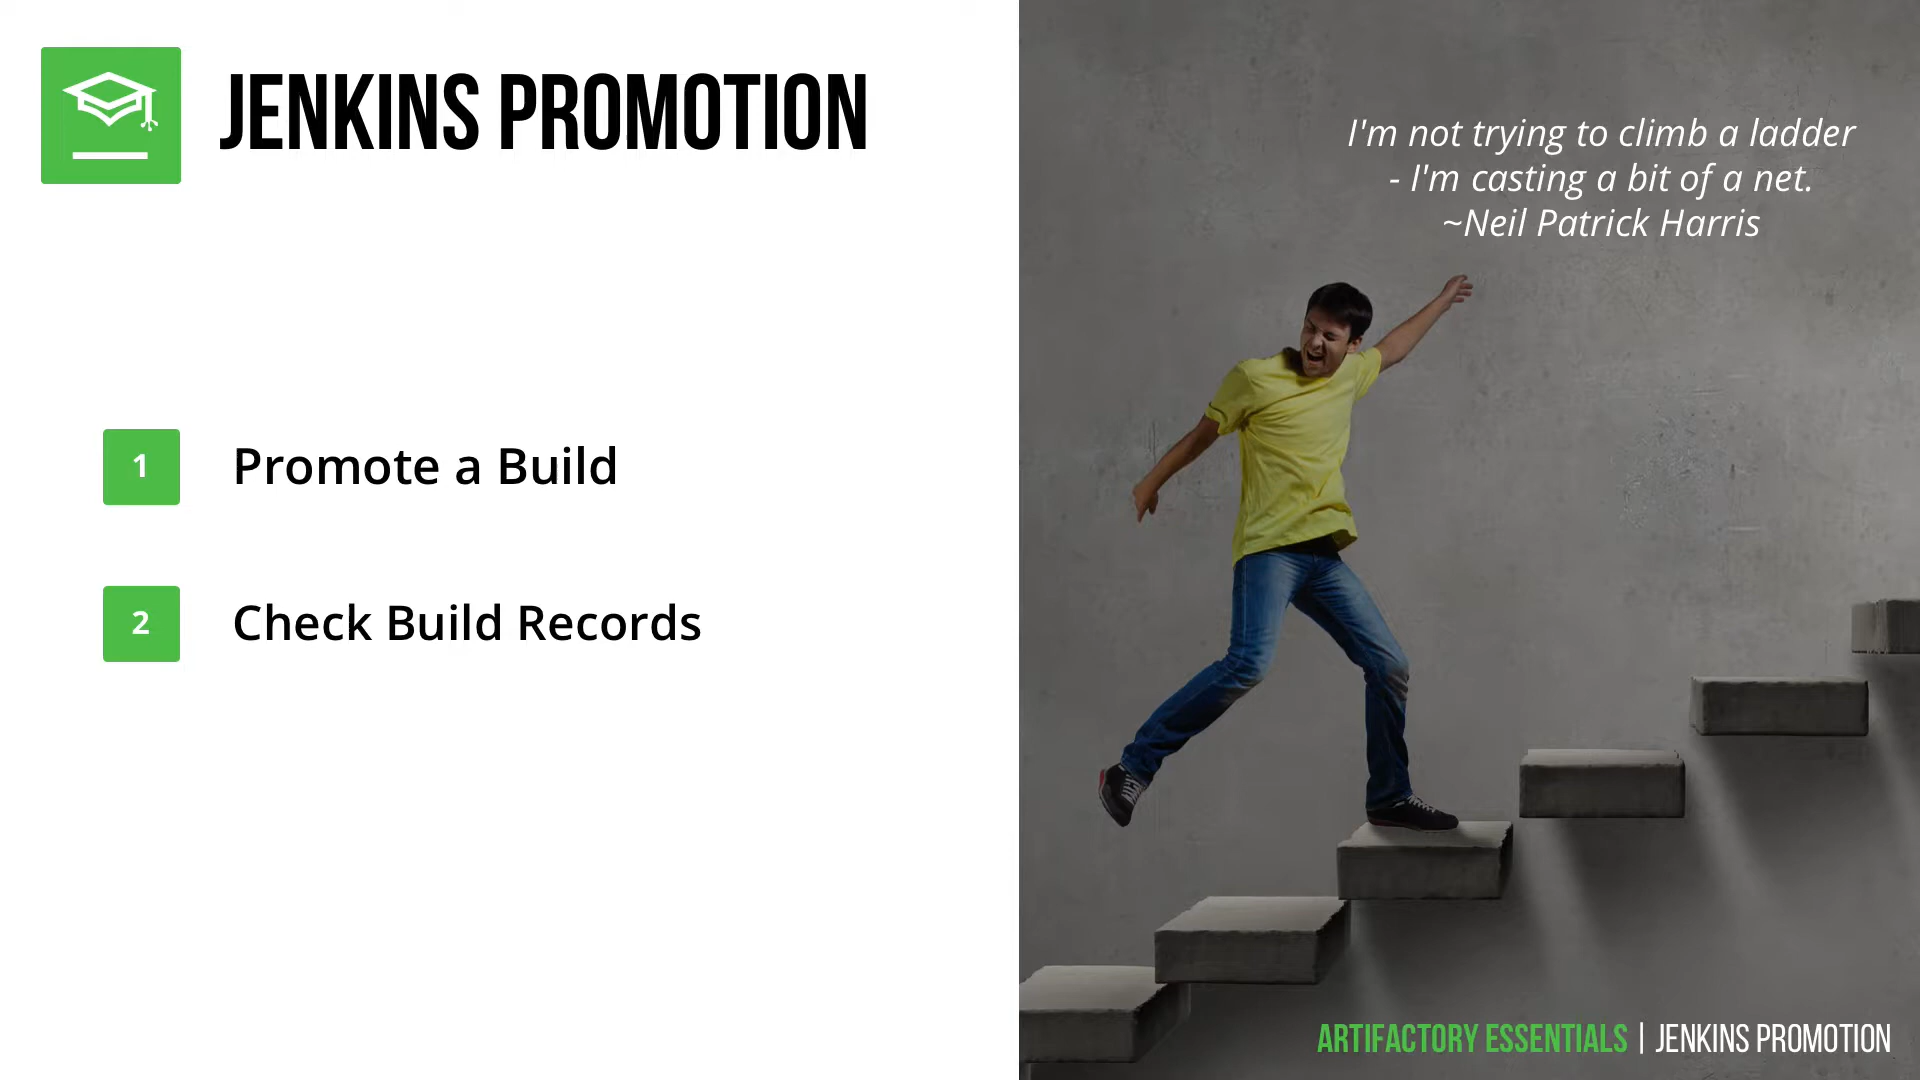 JENKINS PROMOTION
1 Promote a Build
2 Check Build Records
I'm not trying to climb a ladder
- I'm casting a bit of a net.
~Neil Patrick Harris
ARTIFACTORY ESSENTIALS | JENKINS PROMOTION